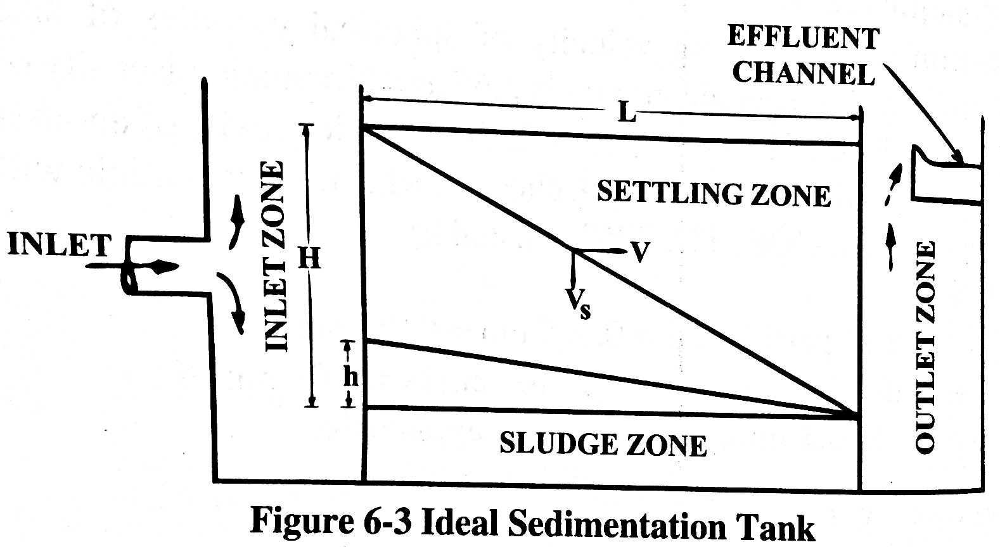 EFFLUENT
CHANNEL
L
SETTLING ZONE
INLET ZONE
INLET
H
V
Vs
h
OUTLET ZONE
SLUDGE ZONE
Figure 6-3 Ideal Sedimentation Tank